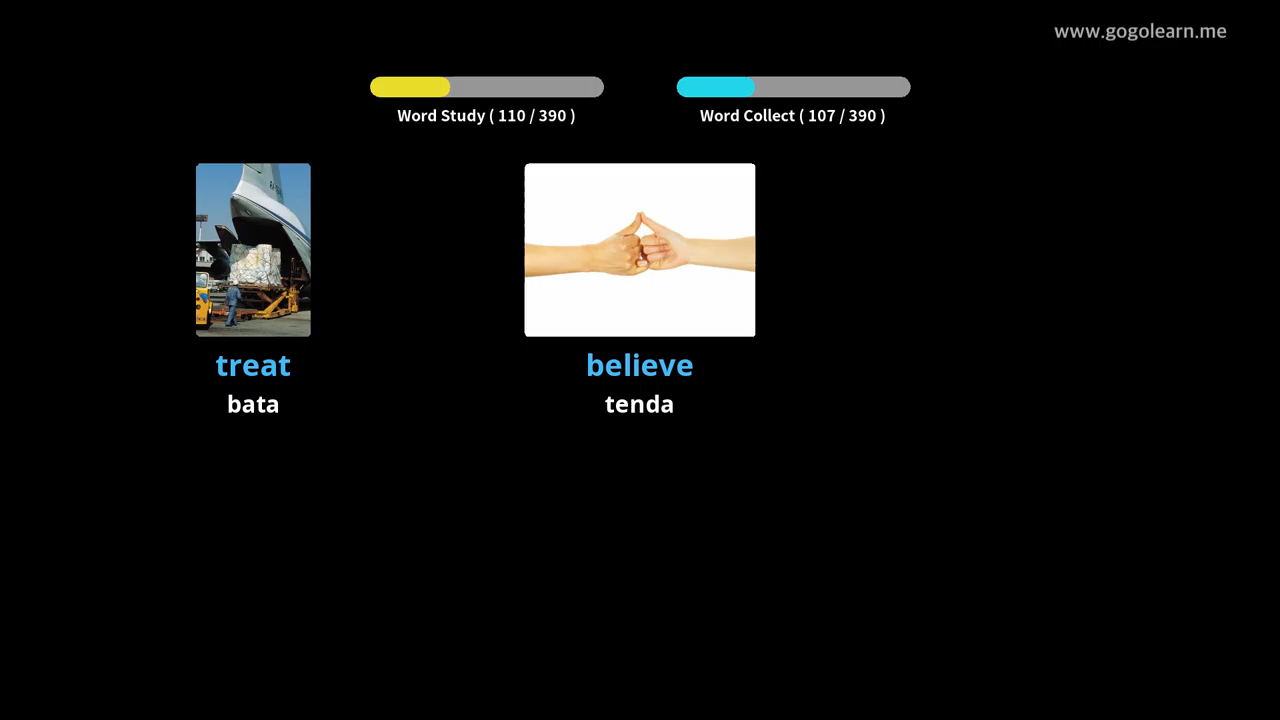 www.gogolearn.me
Word Study ( 110 / 390 )
Word Collect ( 107 / 390 )
treat
bata
believe
tenda